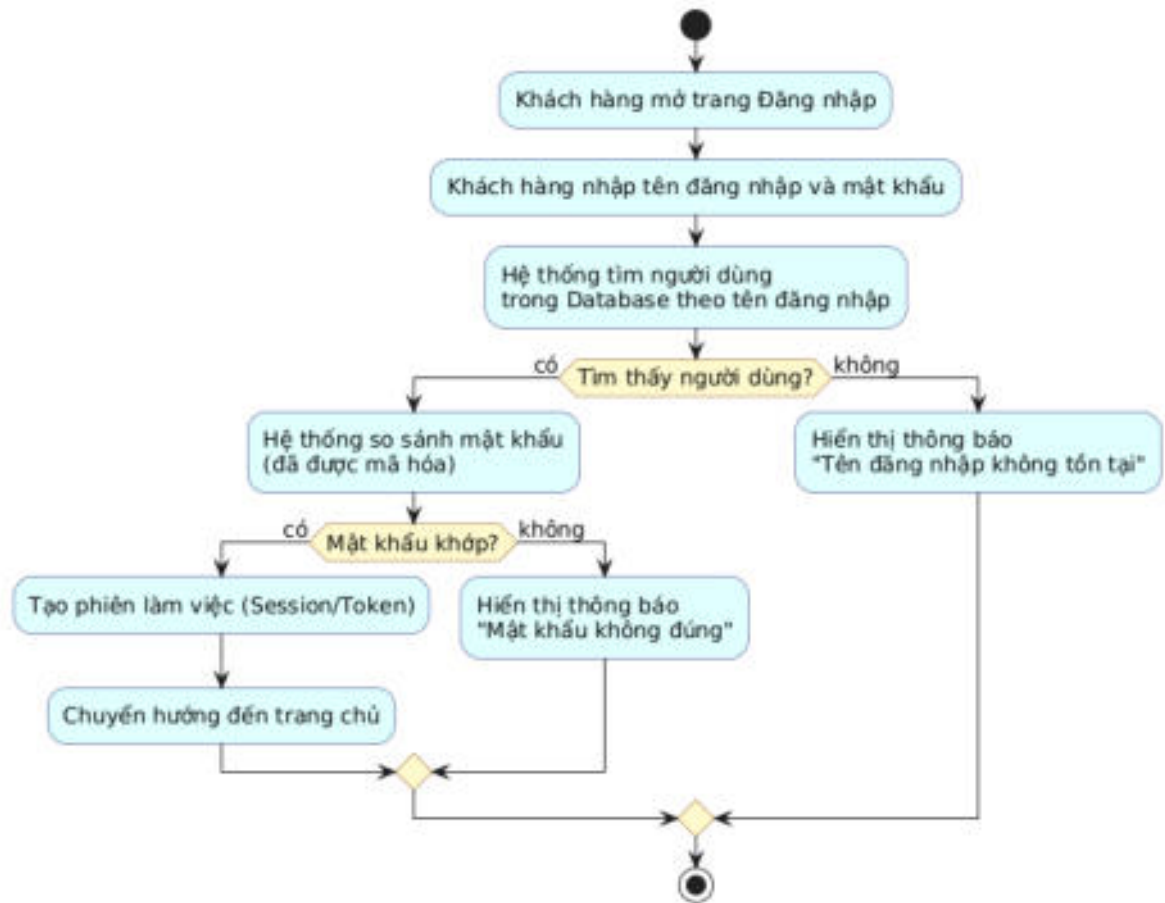 Khách hàng mở trang Đăng nhập
Khách hàng nhập tên đăng nhập và mật khẩu
Hệ thống tìm người dùng
trong Database theo tên đăng nhập
có
Tìm thấy người dùng?
không
Hệ thống so sánh mật khẩu
(đã được mã hóa)
Hiển thị thông báo
"Tên đăng nhập không tồn tại"
có
Mật khẩu khớp?
không
Tạo phiên làm việc (Session/Token)
Hiển thị thông báo
"Mật khẩu không đúng"
Chuyển hướng đến trang chủ